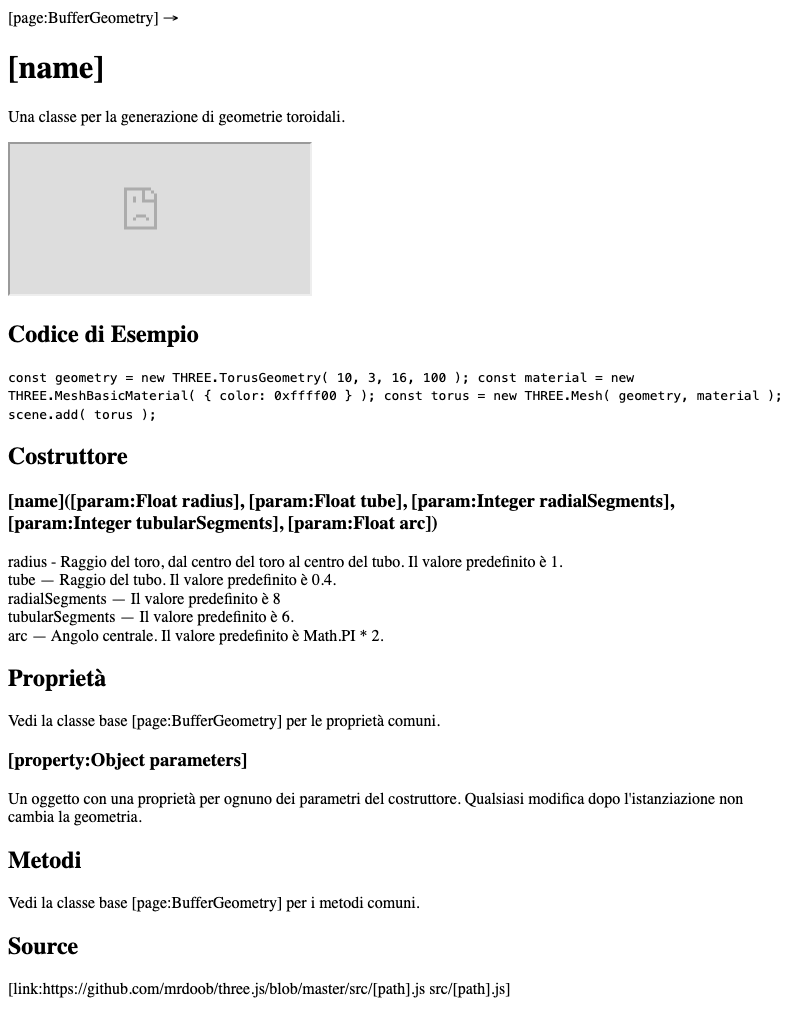 [page:BufferGeometry] →
[name]
Una classe per la generazione di geometrie toroidali.
Codice di Esempio
const geometry = new THREE.TorusGeometry( 10, 3, 16, 100 ); const material = new
THREE.MeshBasicMaterial( { color: 0xffff00 } ); const torus = new THREE.Mesh( geometry, material );
scene.add( torus );
Costruttore
[name]([param:Float radius], [param:Float tube], [param:Integer radialSegments],
[param:Integer tubularSegments], [param:Float arc])
radius - Raggio del toro, dal centro del toro al centro del tubo. Il valore predefinito è 1.
tube — Raggio del tubo. Il valore predefinito è 0.4.
radialSegments — Il valore predefinito è 8
tubularSegments — Il valore predefinito è 6.
arc — Angolo centrale. Il valore predefinito è Math.PI * 2.
Proprietà
Vedi la classe base [page:BufferGeometry] per le proprietà comuni.
[property:Object parameters]
Un oggetto con una proprietà per ognuno dei parametri del costruttore. Qualsiasi modifica dopo l'istanziazione non
cambia la geometria.
Metodi
Vedi la classe base [page:BufferGeometry] per i metodi comuni.
Source
[link:https://github.com/mrdoob/three.js/blob/master/src/[path].js src/[path].js]